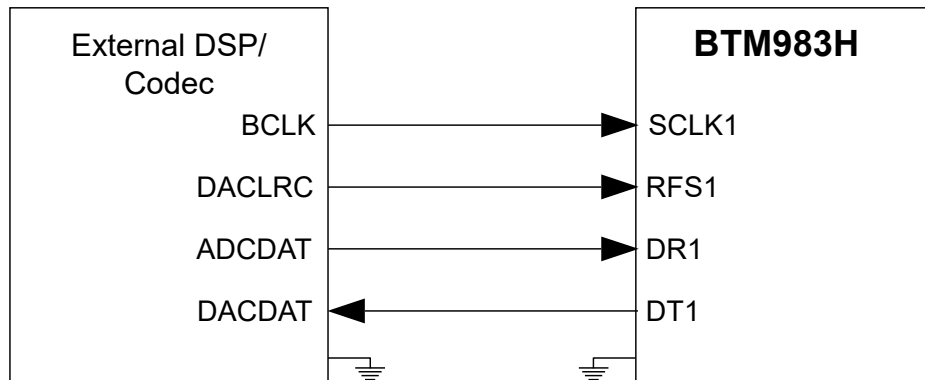 External DSP/
Codec
BTM983H
BCLK
SCLK1
DACLRC
RFS1
ADCDAT
DR1
DACDAT
DT1